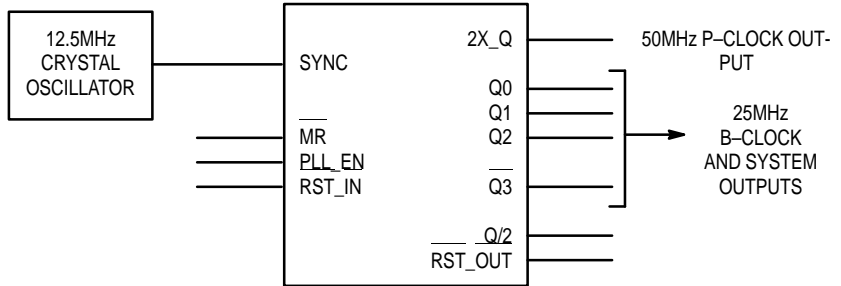 12.5MHz
CRYSTAL
OSCILLATOR
SYNC
MR
PLL_EN
RST_IN
2X_Q
Q0
Q1
Q2
Q3
Q/2
RST_OUT
50MHz P–CLOCK OUT-
PUT
25MHz
B–CLOCK
AND SYSTEM
OUTPUTS